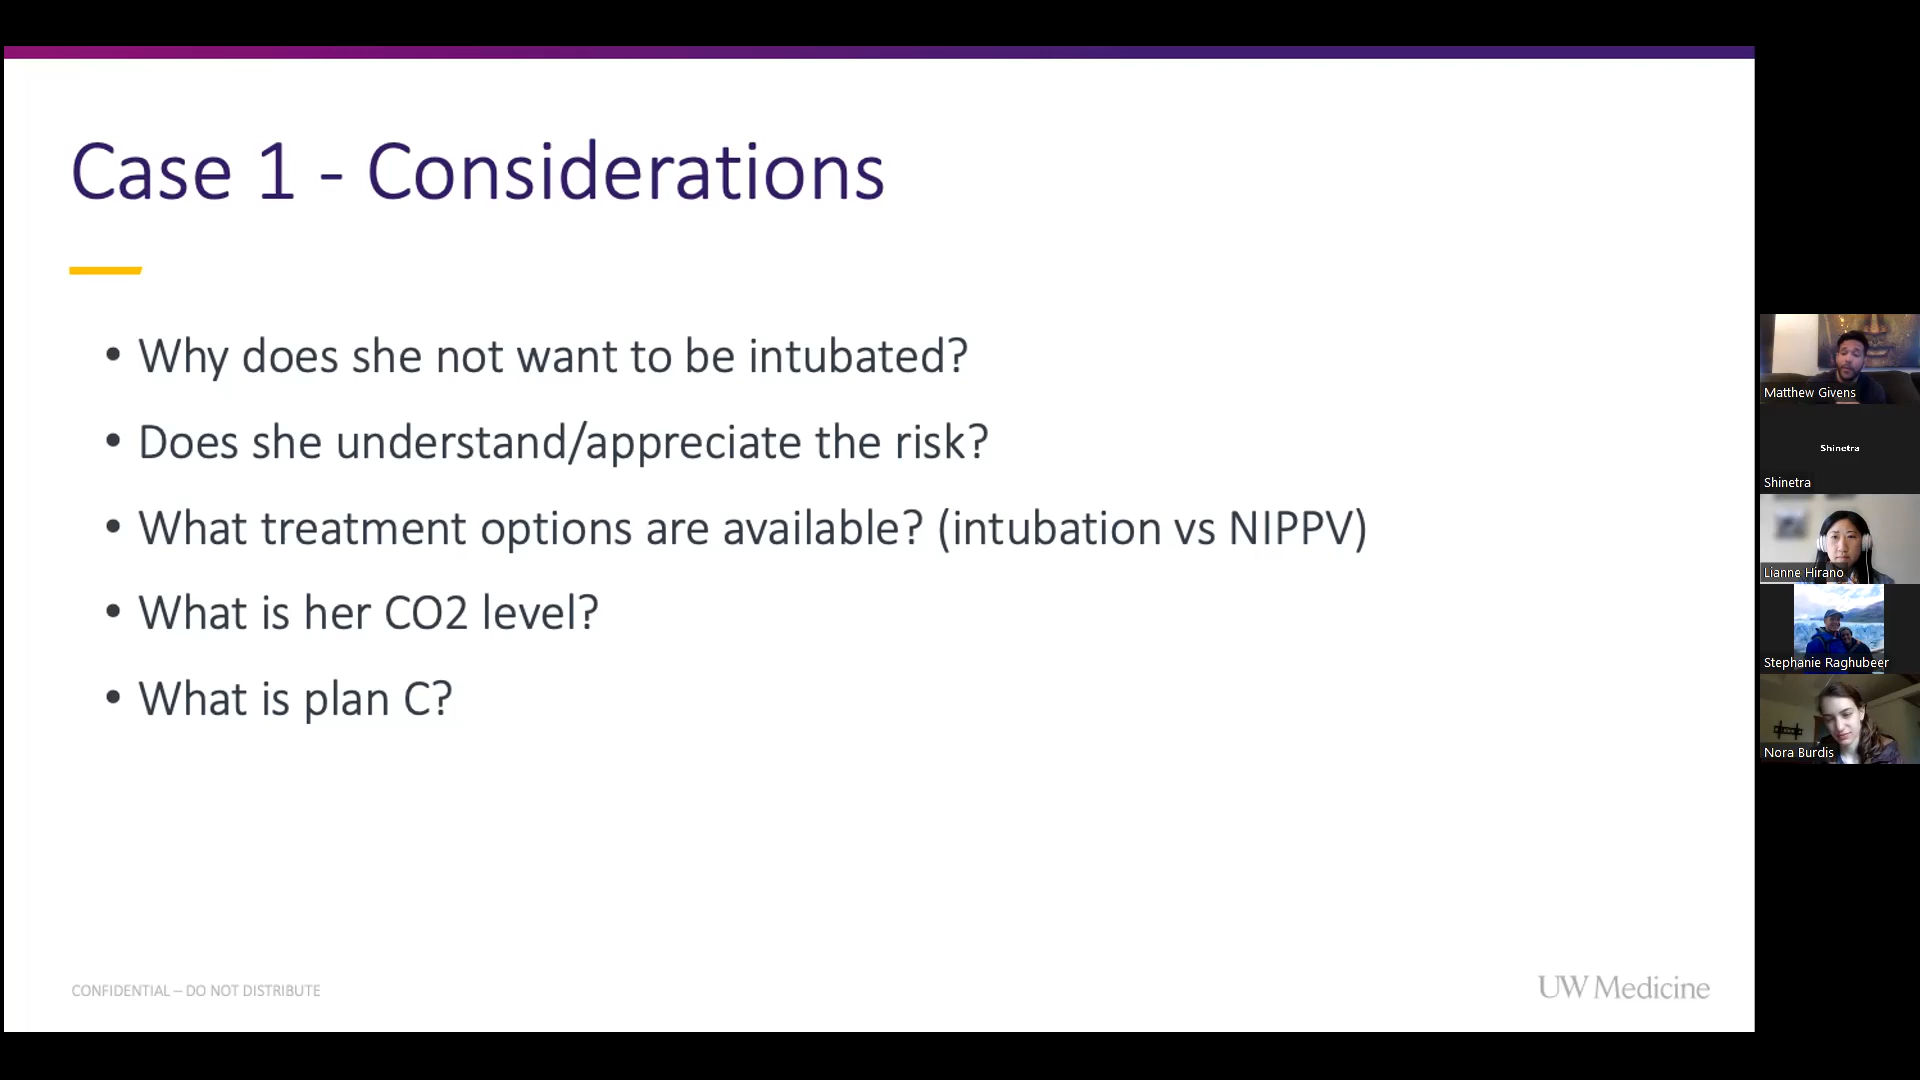 Case 1 - Considerations
• Why does she not want to be intubated?
• Does she understand/appreciate the risk?
• What treatment options are available? (intubation vs NIPPV)
• What is her CO2 level?
• What is plan C?
CONFIDENTIAL – DO NOT DISTRIBUTE
UW Medicine
Matthew Givens
Shinetra
Shinetra
Lianne Hirano
Stephanie Raghubeer
Nora Burdis